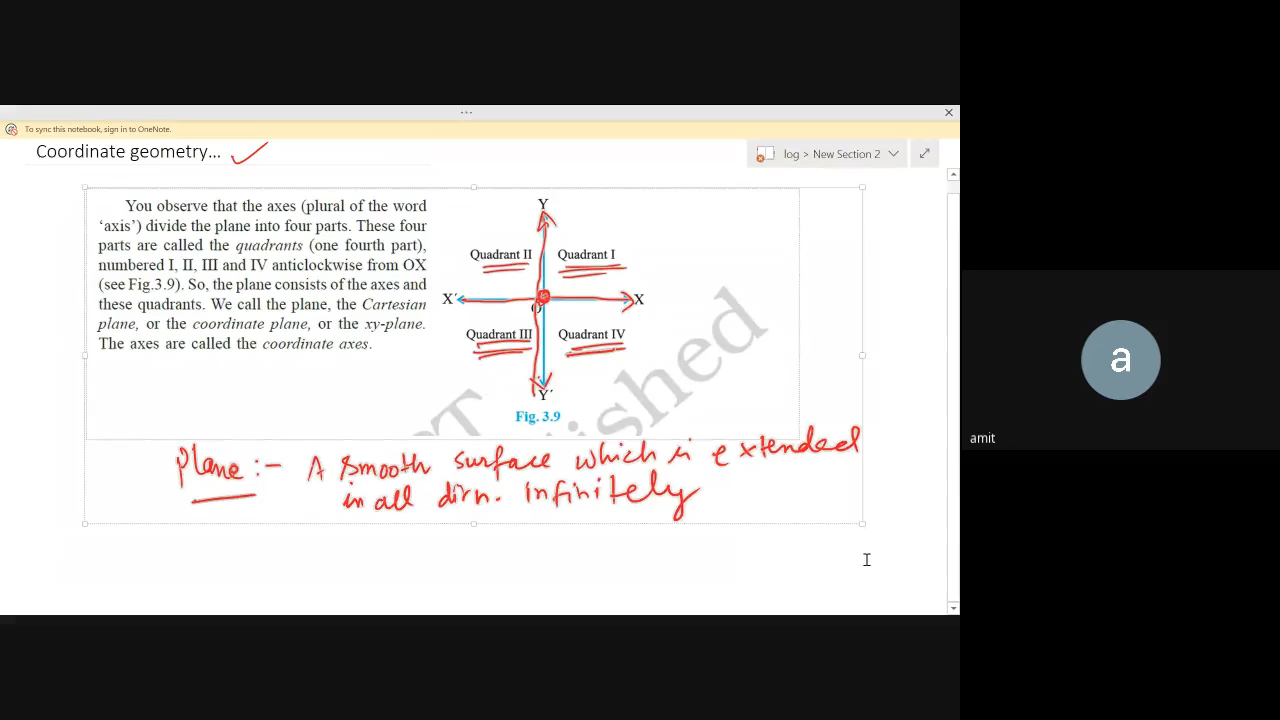 To sync this notebook, sign in to OneNote.
Coordinate geometry...
log > New Section 2
You observe that the axes (plural of the word
‘axis’) divide the plane into four parts. These four
parts are called the quadrants (one fourth part),
numbered I, II, III and IV anticlockwise from OX
(see Fig.3.9). So, the plane consists of the axes and
these quadrants. We call the plane, the Cartesian
plane, or the coordinate plane, or the xy-plane.
The axes are called the coordinate axes.
Y
Quadrant II Quadrant I
X′ X
O
Quadrant III Quadrant IV
Y′
Fig. 3.9
Plane :- A smooth surface which is extended
in all dirn. infinitely
a
amit